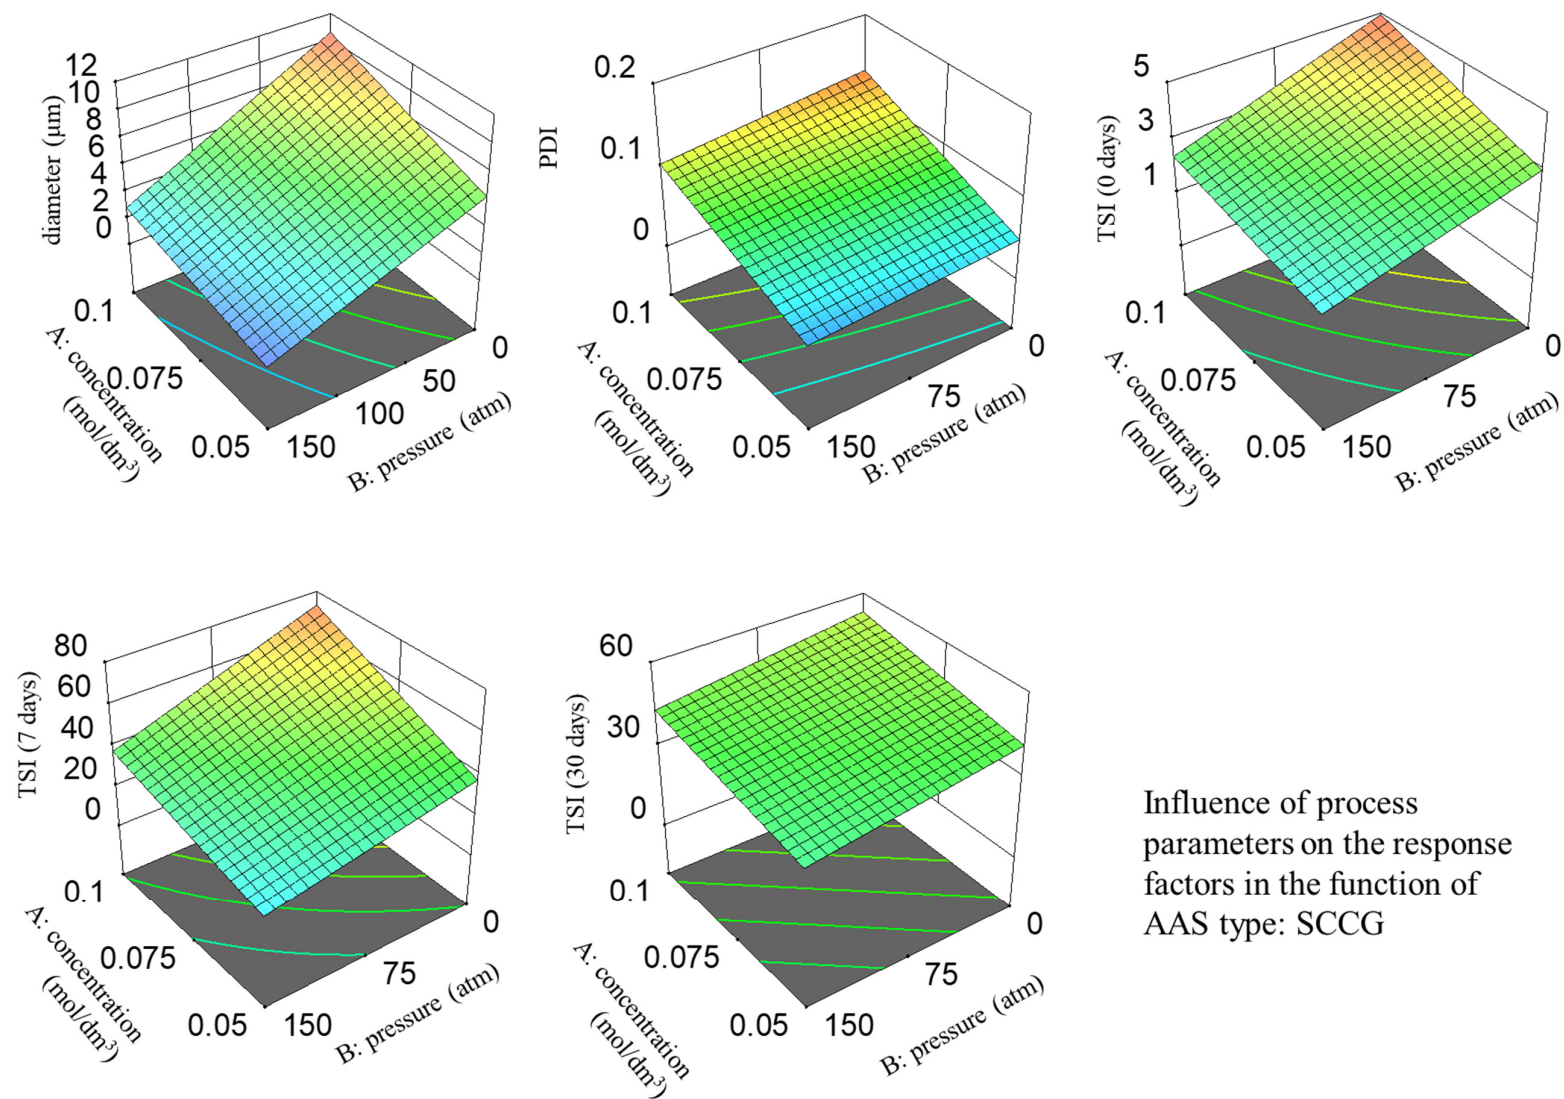 12
10
8
6
4
2
0
diameter (μm)
0.1
0.075
0.05
A: concentration
(mol/dm³)
0
50
100
150
B: pressure (atm)
0.2
0.1
0
PDI
0.1
0.075
0.05
A: concentration
(mol/dm³)
0
75
150
B: pressure (atm)
5
3
1
TSI (0 days)
0.1
0.075
0.05
A: concentration
(mol/dm³)
0
75
150
B: pressure (atm)
80
60
40
20
0
TSI (7 days)
0.1
0.075
0.05
A: concentration
(mol/dm³)
0
75
150
B: pressure (atm)
60
30
0
TSI (30 days)
0.1
0.075
0.05
A: concentration
(mol/dm³)
0
75
150
B: pressure (atm)
Influence of process
parameters on the response
factors in the function of
AAS type: SCCG